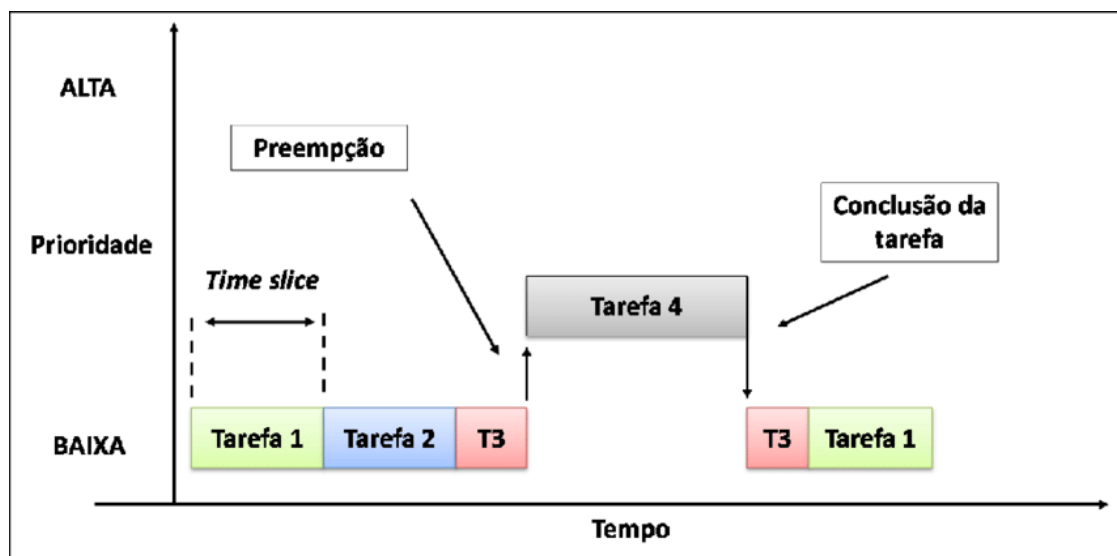 ALTA
Preempção
Conclusão da
tarefa
Prioridade
Time slice
Tarefa 4
Tarefa 1
Tarefa 2
T3
T3
Tarefa 1
BAIXA
Tempo